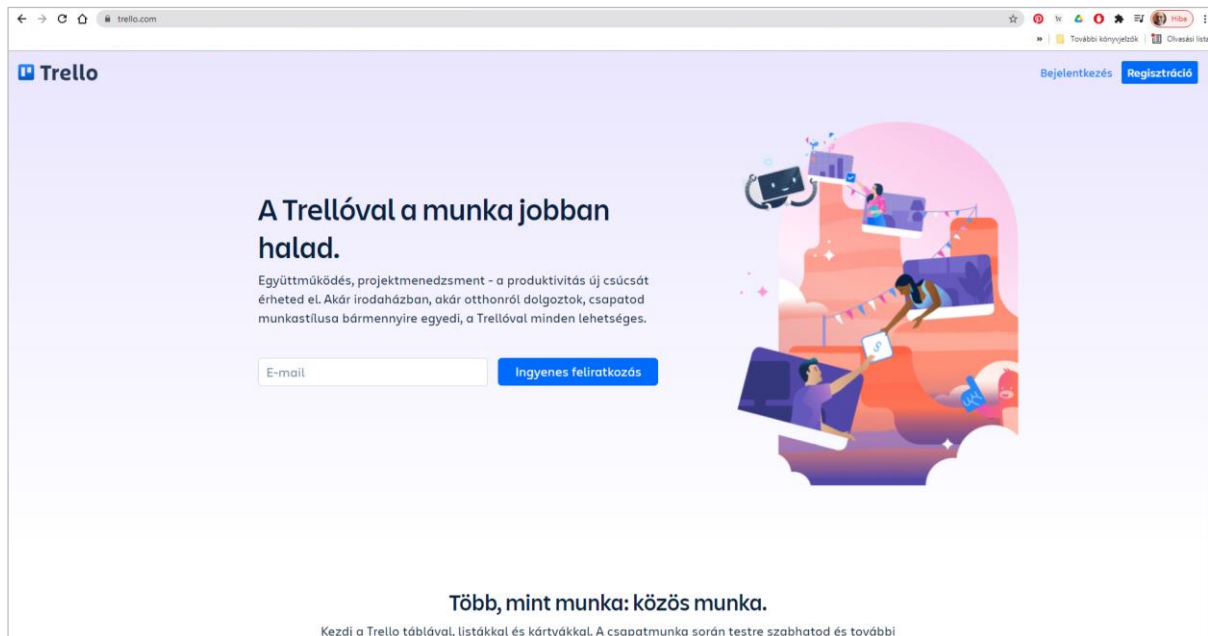 trello.com
Hiba
»
További könyvjelzők
Olvasási lista
Trello
Bejelentkezés
Regisztráció
A Trellóval a munka jobban
halad.
Együttműködés, projektmenedzsment - a produktivitás új csúcsát
érheted el. Akár irodaházban, akár otthonról dolgoztok, csapatod
munkastílusa bármennyire egyedi, a Trellóval minden lehetséges.
E-mail
Ingyenes feliratkozás
Több, mint munka: közös munka.
Kezdj a Trello táblával, listákkal és kártyákkal. A csapatmunka során testre szabhatod és további